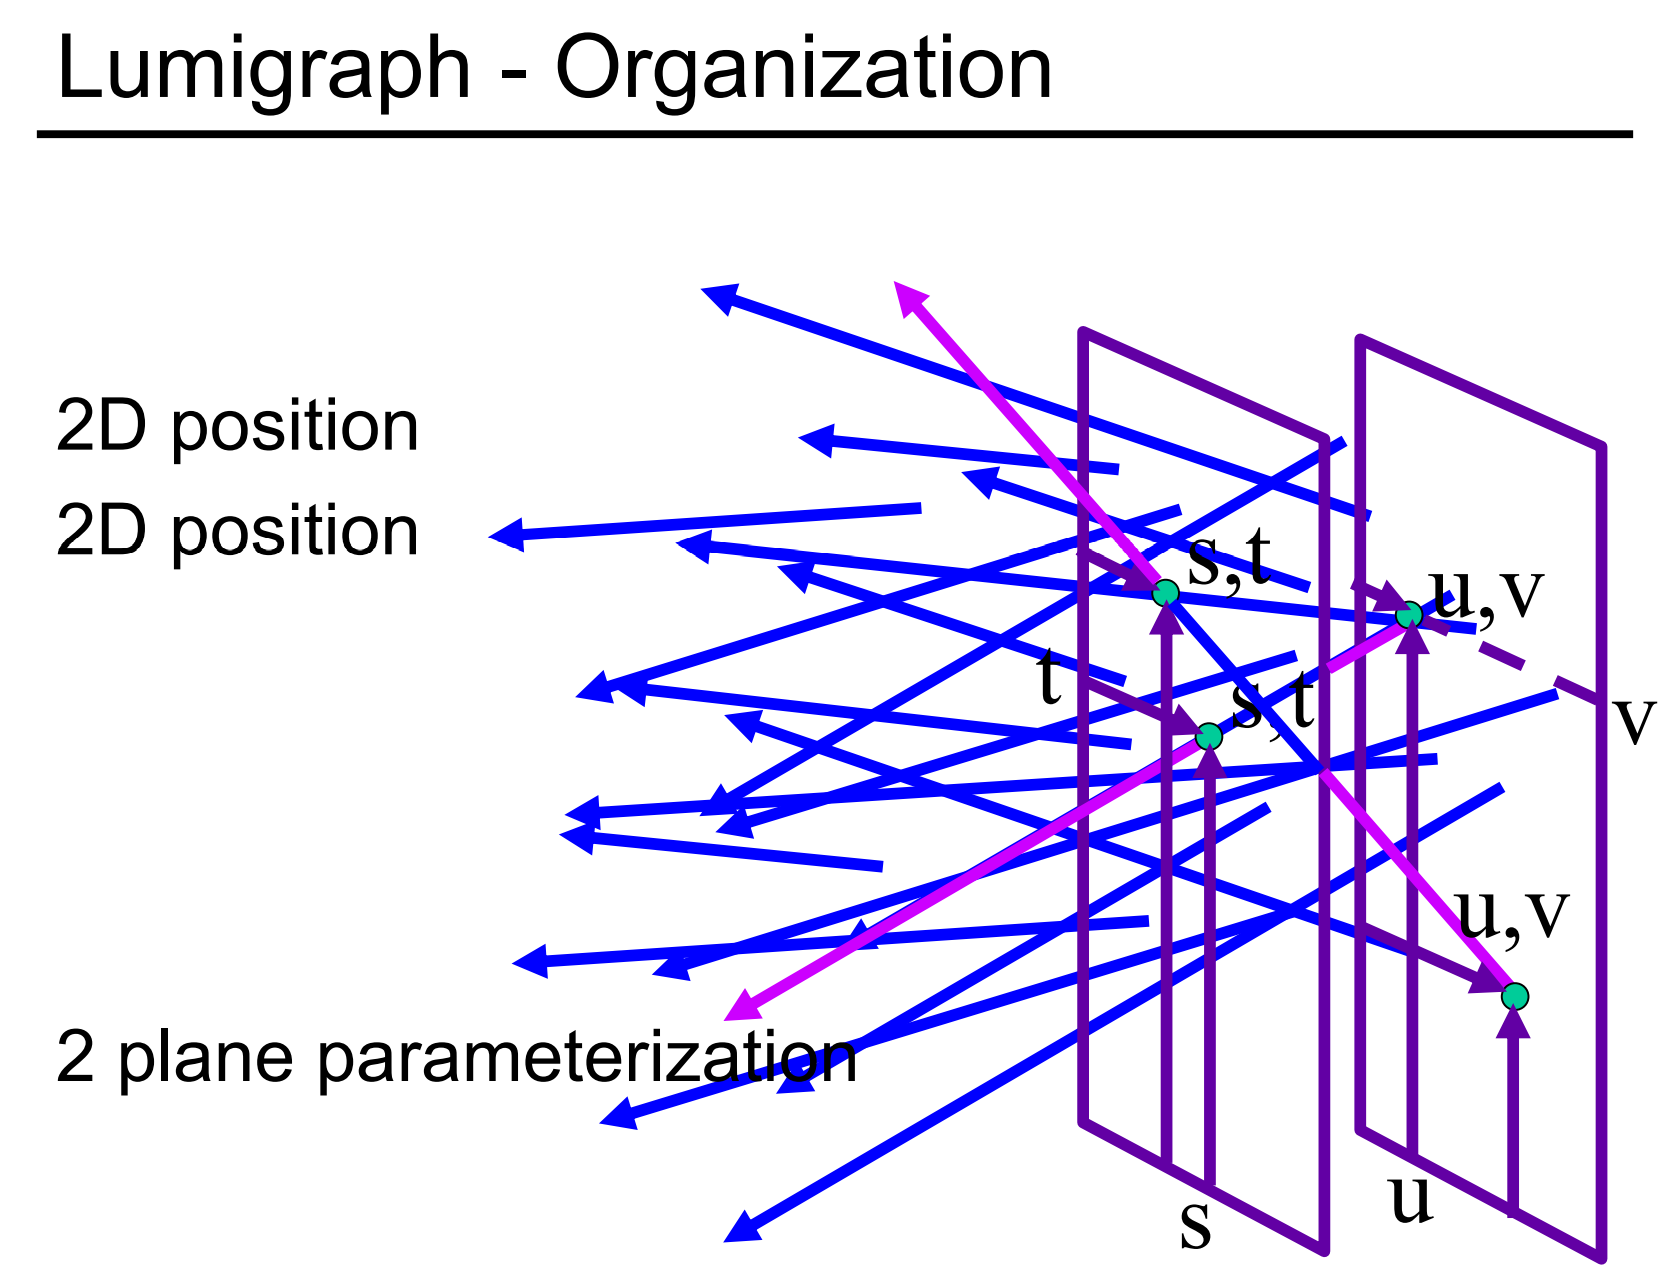 Lumigraph - Organization
2D position
2D position
s,t
u,v
t
s,t
v
u,v
2 plane parameterization
u
s